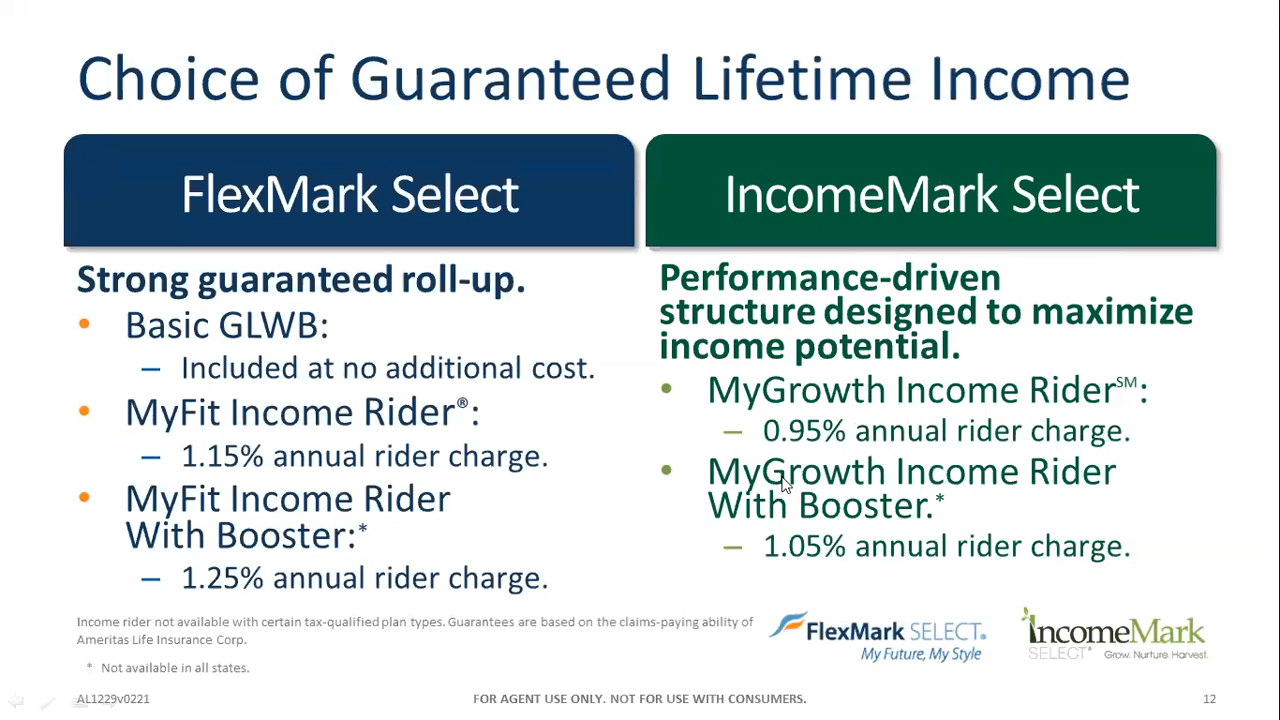 Choice of Guaranteed Lifetime Income
FlexMark Select
Strong guaranteed roll-up.
• Basic GLWB:
– Included at no additional cost.
• MyFit Income Rider®:
– 1.15% annual rider charge.
• MyFit Income Rider
With Booster:*
– 1.25% annual rider charge.
IncomeMark Select
Performance-driven
structure designed to maximize
income potential.
• MyGrowth Income Rider℠:
– 0.95% annual rider charge.
• MyGrowth Income Rider
With Booster.*
– 1.05% annual rider charge.
Income rider not available with certain tax-qualified plan types. Guarantees are based on the claims-paying ability of
Ameritas Life Insurance Corp.
* Not available in all states.
FlexMark SELECT®
My Future, My Style
IncomeMark
SELECT® Grow. Nurture. Harvest.
AL1229v0221
FOR AGENT USE ONLY. NOT FOR USE WITH CONSUMERS.
12